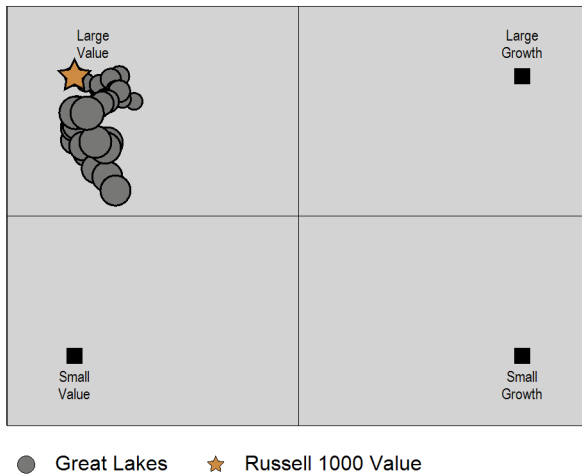 Large
Value
Large
Growth
Small
Value
Small
Growth
Great Lakes
Russell 1000 Value